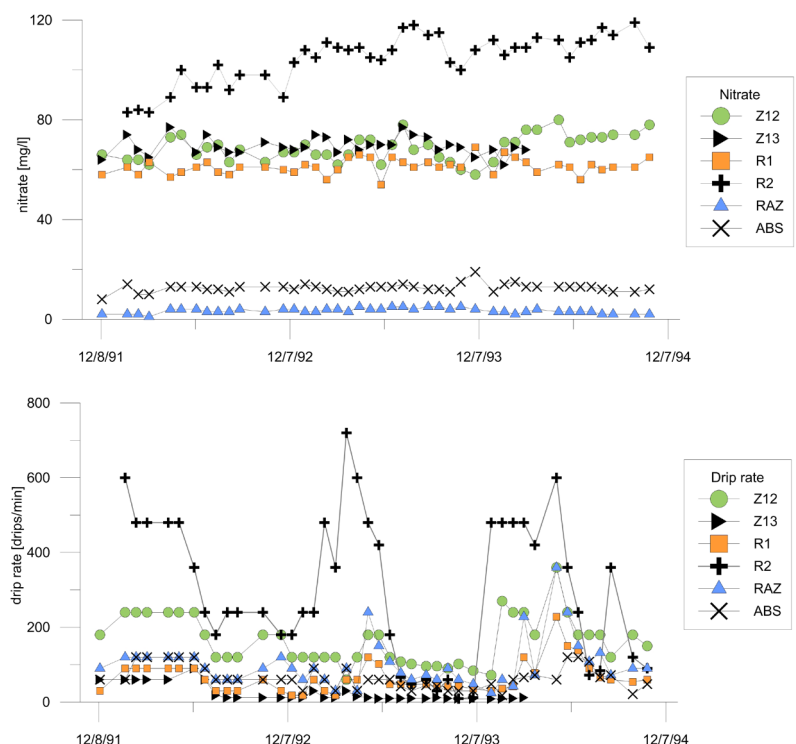 120
80
40
0
nitrate [mg/l]
12/8/91
12/7/92
12/7/93
12/7/94
Nitrate
Z12
Z13
R1
R2
RAZ
ABS
800
600
400
200
0
drip rate [drips/min]
12/8/91
12/7/92
12/7/93
12/7/94
Drip rate
Z12
Z13
R1
R2
RAZ
ABS